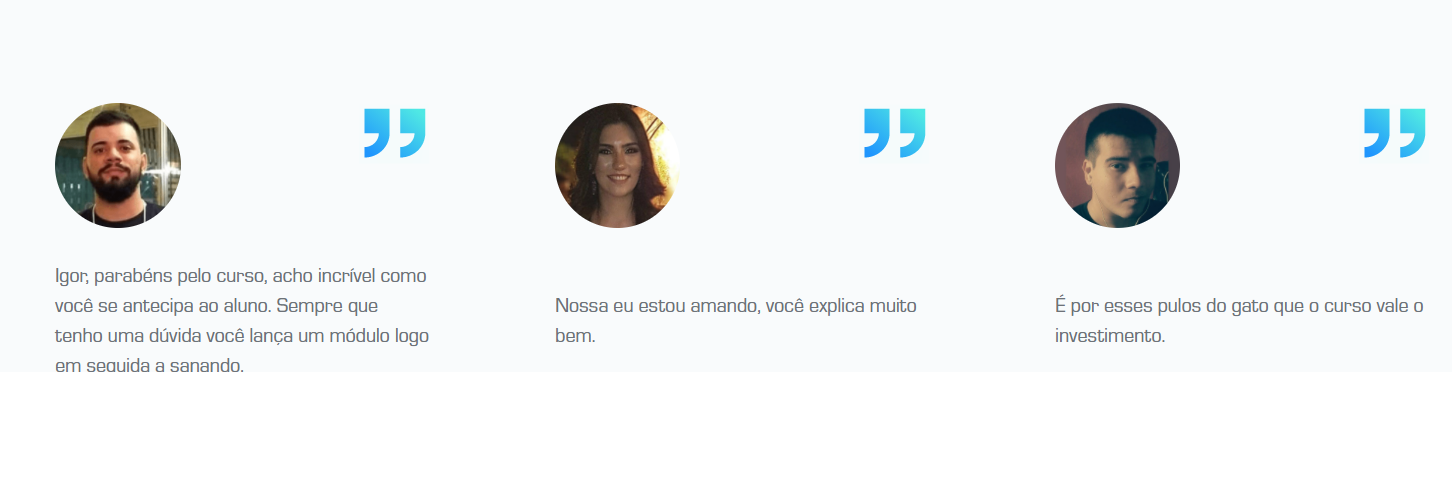 Igor, parabéns pelo curso, acho incrível como
você se antecipa ao aluno. Sempre que
tenho uma dúvida você lança um módulo logo
em seguida a sanando.
Nossa eu estou amando, você explica muito
bem.
É por esses pulos do gato que o curso vale o
investimento.